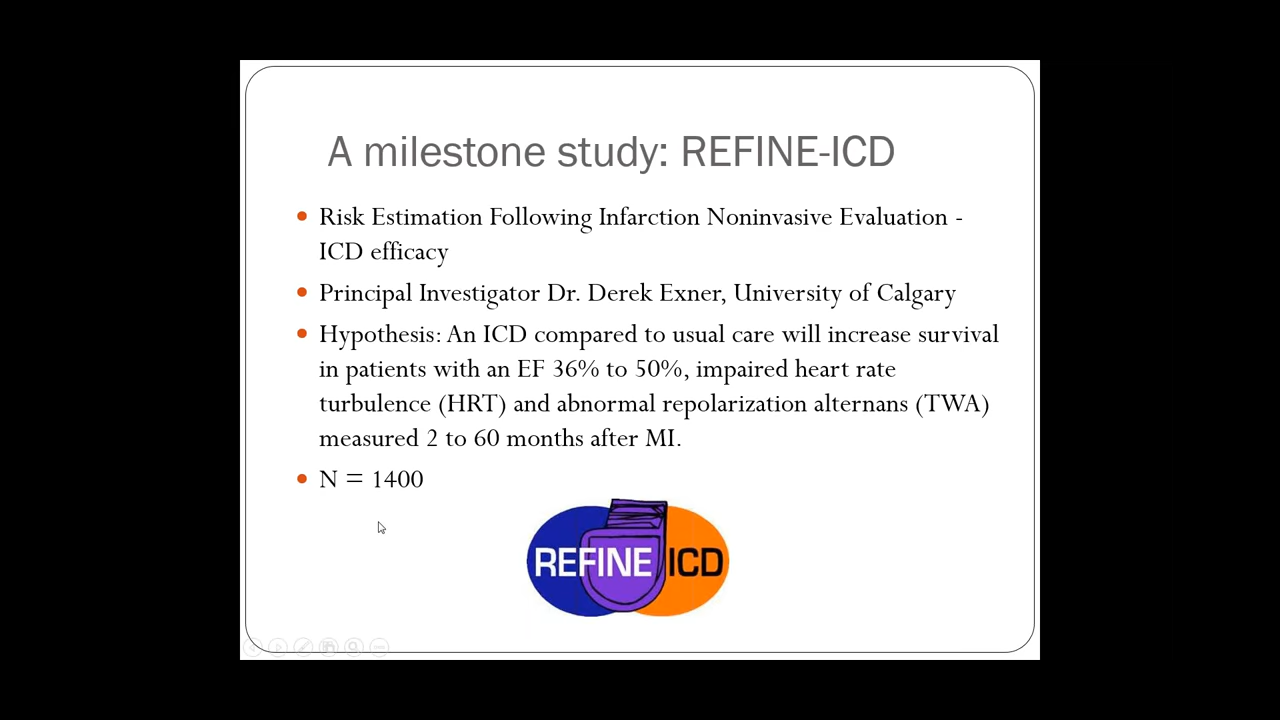 A milestone study: REFINE-ICD
Risk Estimation Following Infarction Noninvasive Evaluation -
ICD efficacy
Principal Investigator Dr. Derek Exner, University of Calgary
Hypothesis: An ICD compared to usual care will increase survival
in patients with an EF 36% to 50%, impaired heart rate
turbulence (HRT) and abnormal repolarization alternans (TWA)
measured 2 to 60 months after MI.
N = 1400
REFINE ICD